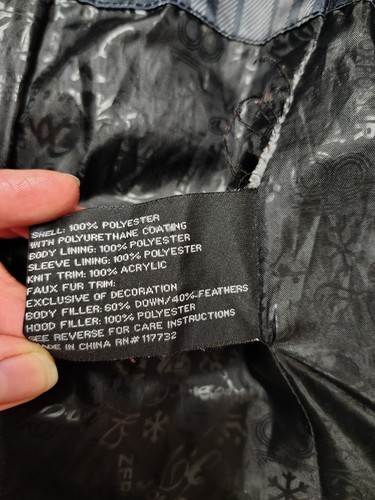 SHELL: 100% POLYESTER
WITH POLYURETHANE COATING
BODY LINING: 100% POLYESTER
SLEEVE LINING: 100% POLYESTER
KNIT TRIM: 100% ACRYLIC
FAUX FUR TRIM:
EXCLUSIVE OF DECORATION
BODY FILLER: 60% DOWN/40% FEATHERS
HOOD FILLER: 100% POLYESTER
SEE REVERSE FOR CARE INSTRUCTIONS
MADE IN CHINA RN# 117732